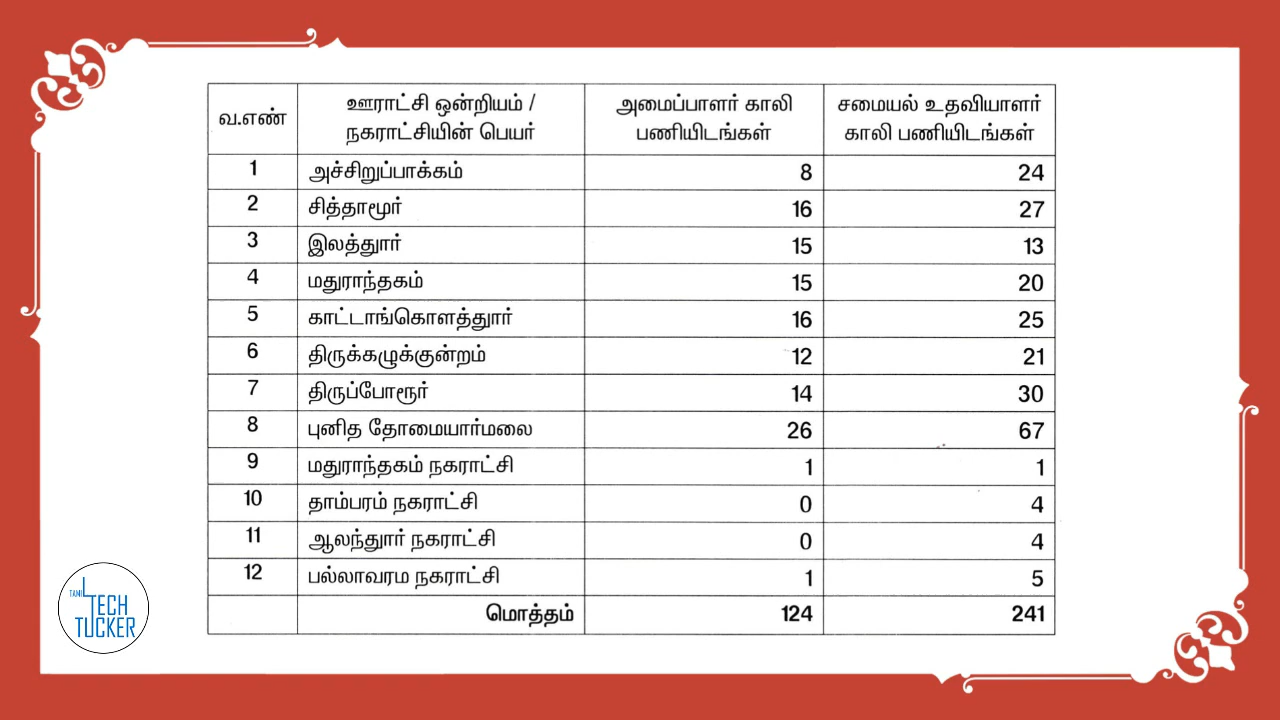 வ.எண் ஊராட்சி ஒன்றியம் / நகராட்சியின் பெயர் அமைப்பாளர் காலி பணியிடங்கள் சமையல் உதவியாளர் காலி பணியிடங்கள்
1 அச்சிறுப்பாக்கம் 8 24
2 சித்தாமூர் 16 27
3 இலத்தூர் 15 13
4 மதுராந்தகம் 15 20
5 காட்டாங்கொளத்தூர் 16 25
6 திருக்கழுக்குன்றம் 12 21
7 திருப்போரூர் 14 30
8 புனித தோமையார்மலை 26 67
9 மதுராந்தகம் நகராட்சி 1 1
10 தாம்பரம் நகராட்சி 0 4
11 ஆலந்தூர் நகராட்சி 0 4
12 பல்லாவரம நகராட்சி 1 5
மொத்தம் 124 241
TAMIL
TECH
TUCKER